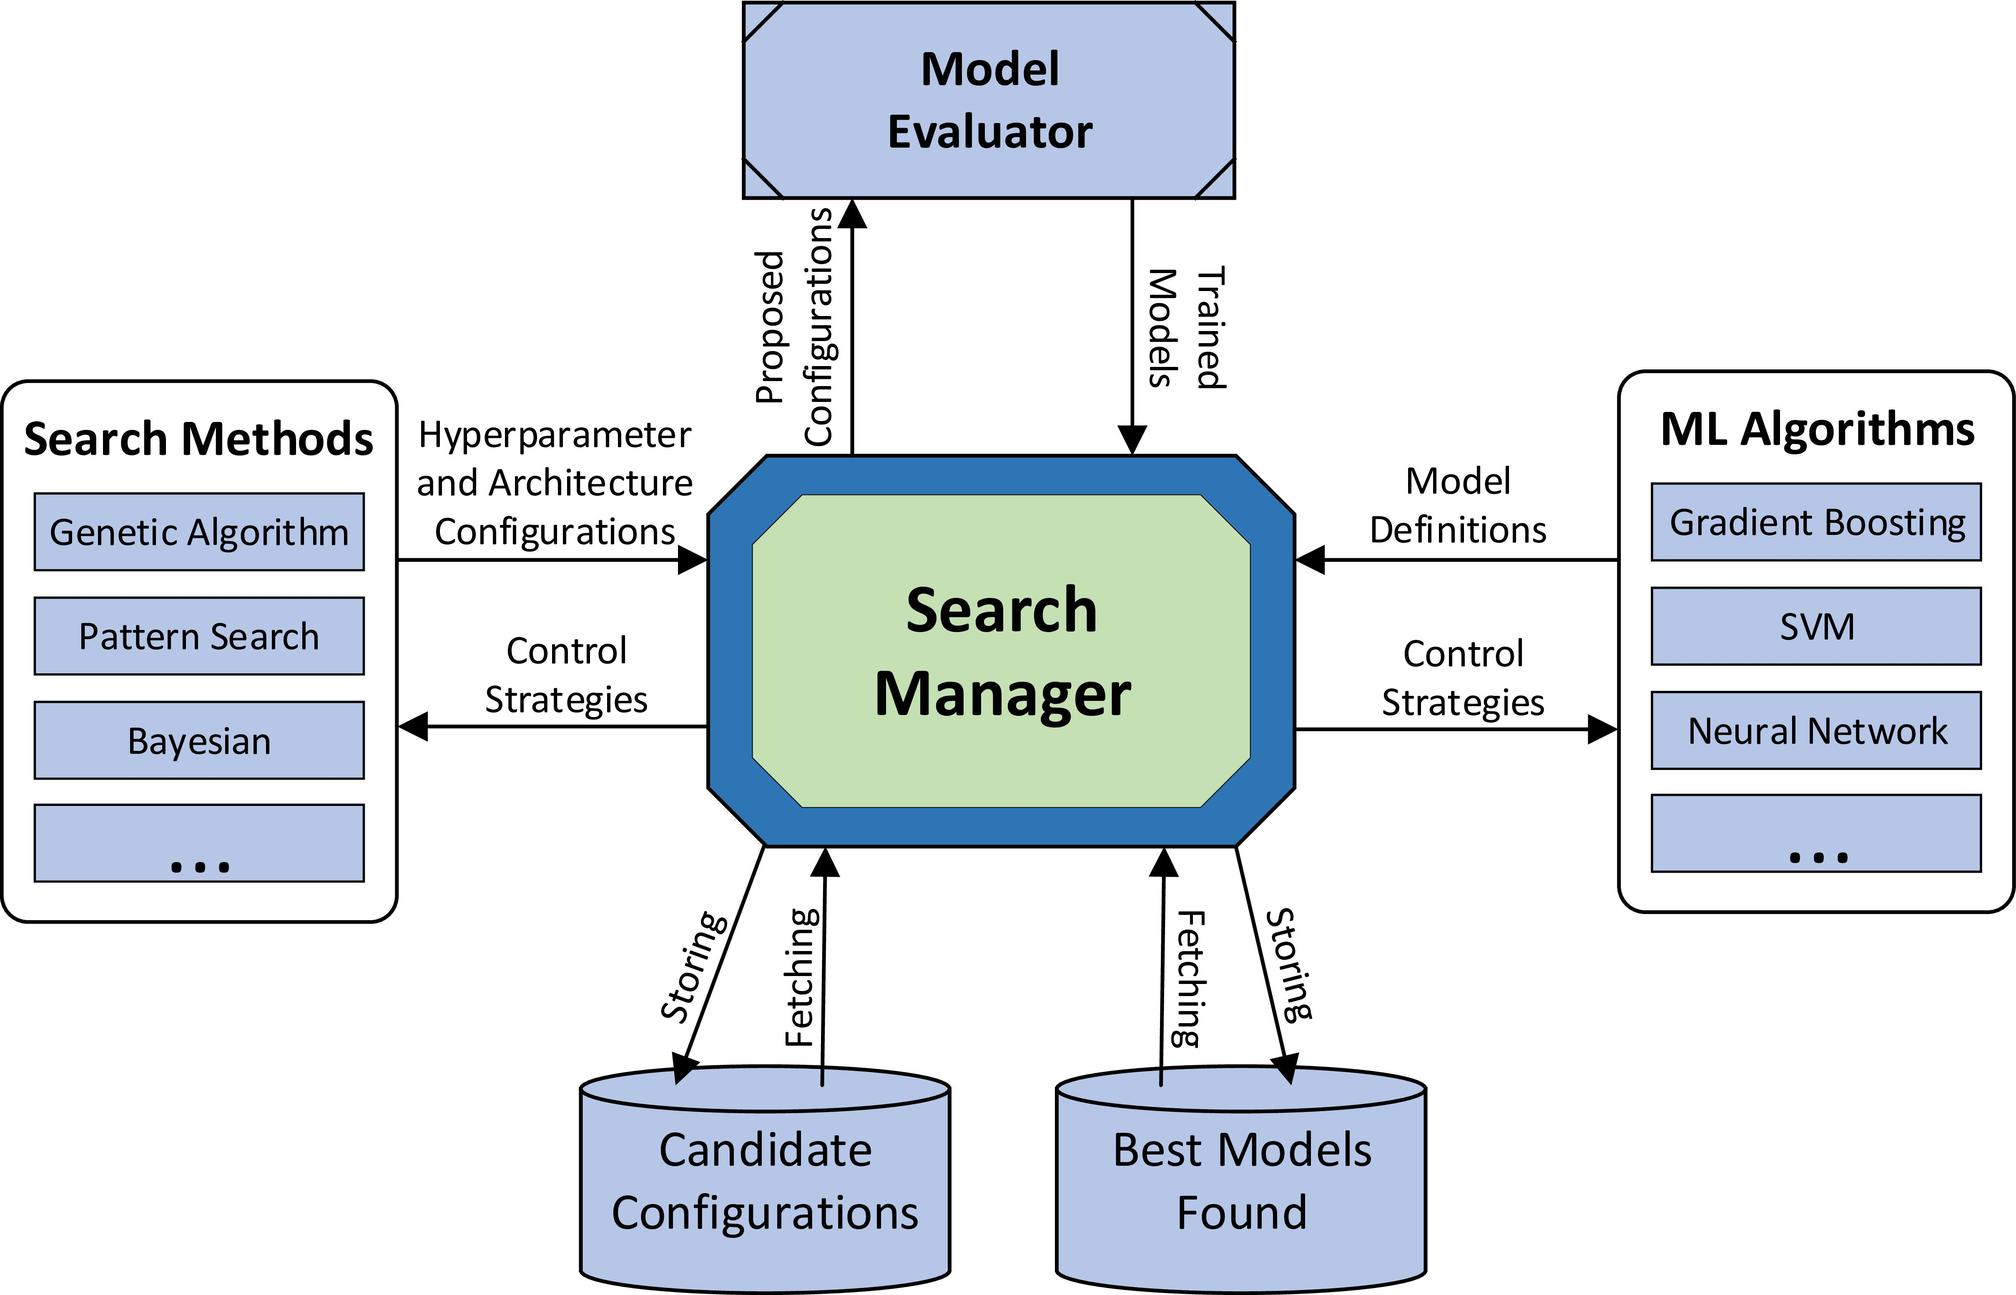 Model
Evaluator
Proposed
Configurations
Trained
Models
Search Methods
Genetic Algorithm
Pattern Search
Bayesian
...
Hyperparameter
and Architecture
Configurations
Control
Strategies
Search
Manager
Model
Definitions
Control
Strategies
ML Algorithms
Gradient Boosting
SVM
Neural Network
...
Storing
Fetching
Fetching
Storing
Candidate
Configurations
Best Models
Found